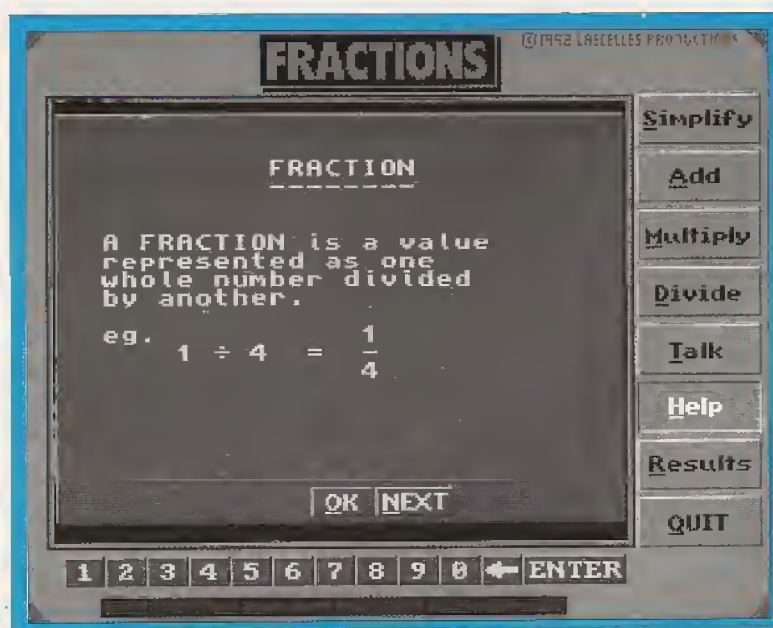 ©1992 LASCELLES PRODUCTIONS
FRACTIONS
FRACTION
A FRACTION is a value
represented as one
whole number divided
by another.
eg. 1 ÷ 4 = 1/4
OK NEXT
Simplify
Add
Multiply
Divide
Talk
Help
Results
QUIT
1 2 3 4 5 6 7 8 9 0 ← ENTER